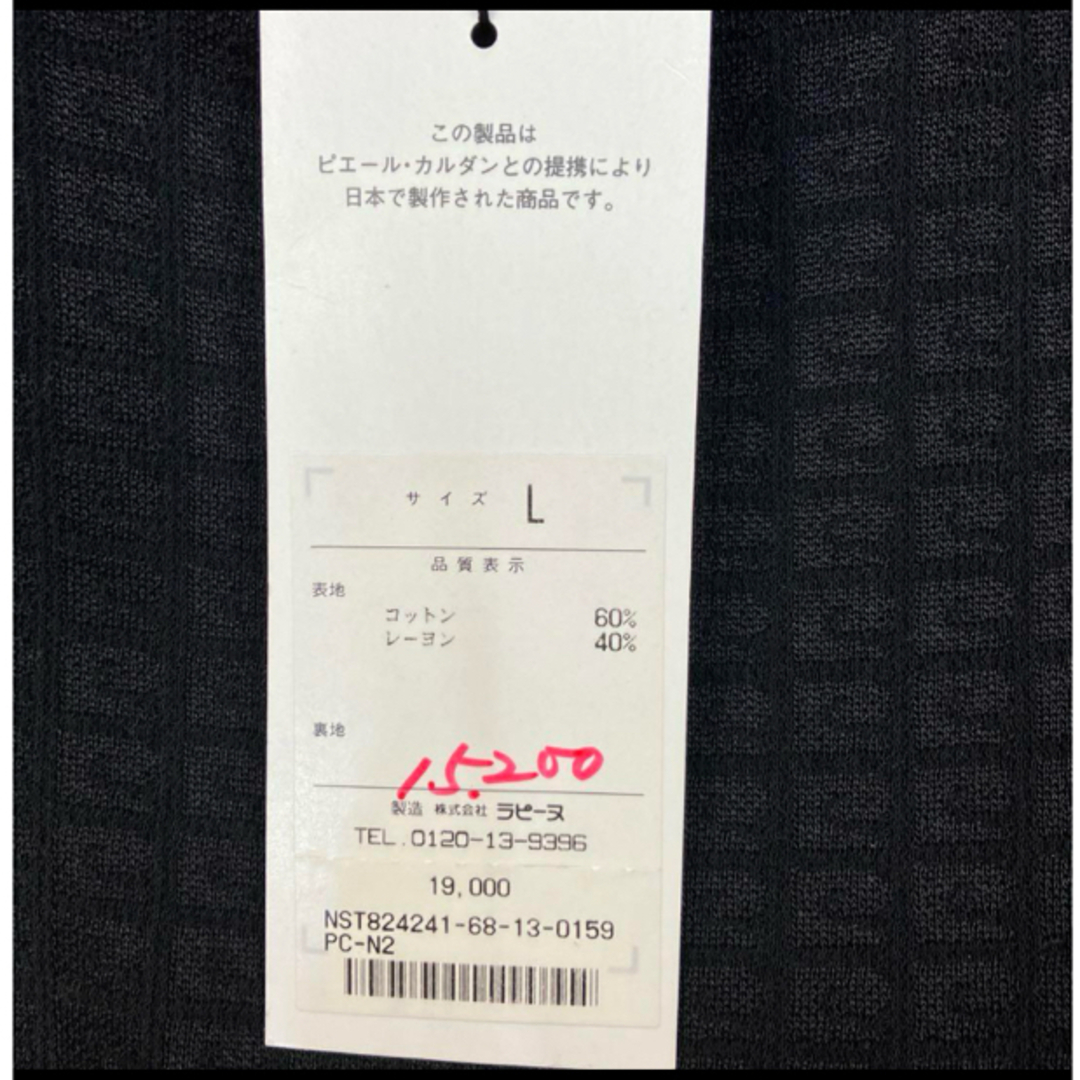 この製品は
ピエール・カルダンとの提携により
日本で製作された商品です。
サイズ L
品質表示
表地
コットン 60%
レーヨン 40%
裏地
15.200
製造 株式会社 ラピーヌ
TEL.0120-13-9396
19,000
NST824241-68-13-0159
PC-N2